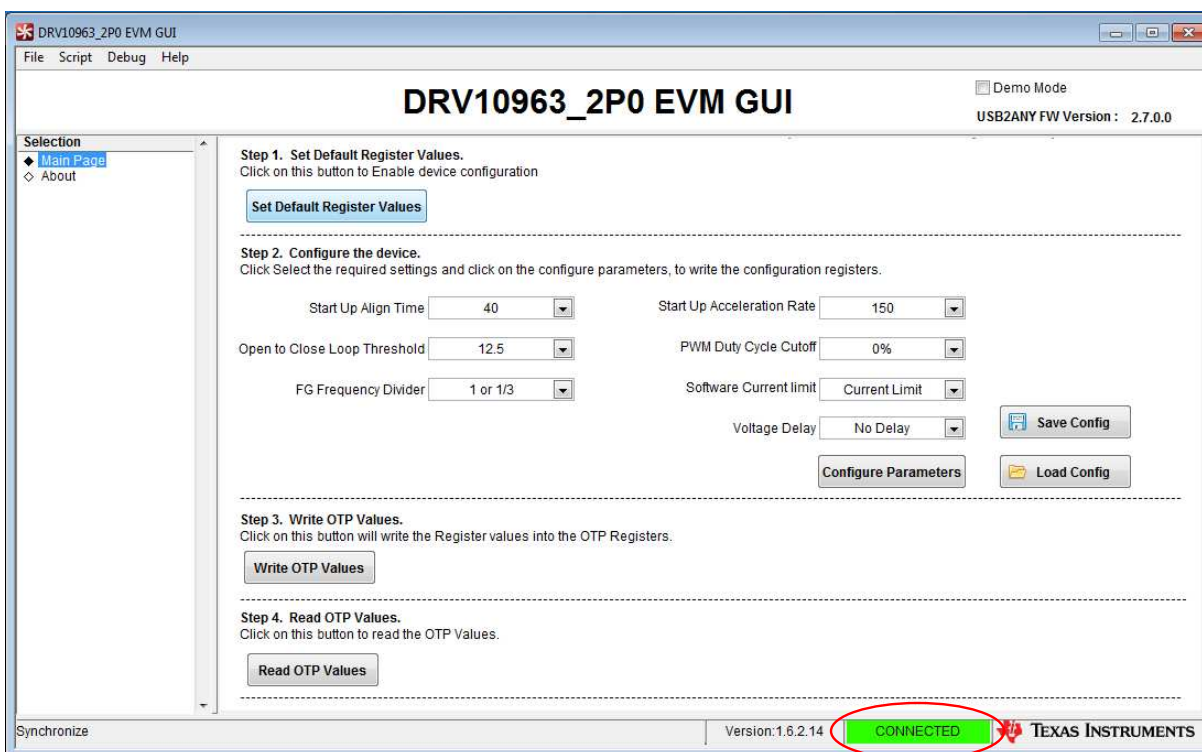 DRV10963_2P0 EVM GUI
File Script Debug Help
DRV10963_2P0 EVM GUI
Demo Mode
USB2ANY FW Version : 2.7.0.0
Selection
Main Page
About
Step 1. Set Default Register Values.
Click on this button to Enable device configuration
Set Default Register Values
Step 2. Configure the device.
Click Select the required settings and click on the configure parameters, to write the configuration registers.
Start Up Align Time 40
Start Up Acceleration Rate 150
Open to Close Loop Threshold 12.5
PWM Duty Cycle Cutoff 0%
FG Frequency Divider 1 or 1/3
Software Current limit Current Limit
Voltage Delay No Delay
Save Config
Configure Parameters
Load Config
Step 3. Write OTP Values.
Click on this button will write the Register values into the OTP Registers.
Write OTP Values
Step 4. Read OTP Values.
Click on this button to read the OTP Values.
Read OTP Values
Synchronize
Version:1.6.2.14
CONNECTED
TEXAS INSTRUMENTS